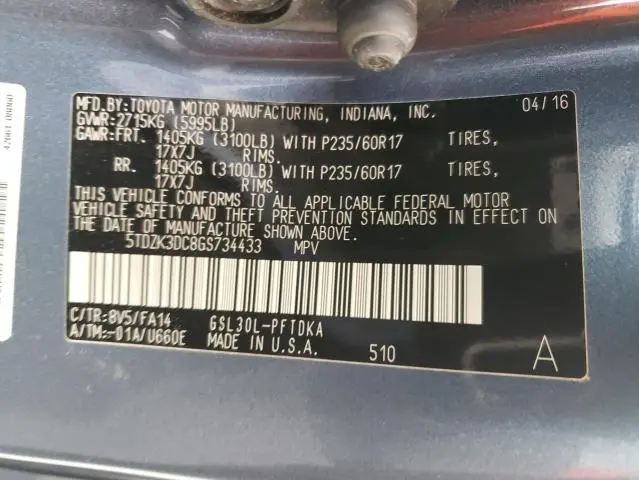 MFD.BY:TOYOTA MOTOR MANUFACTURING, INDIANA, INC. 04/16
GVWR:2715KG (5995LB)
GAWR:FRT. 1405KG (3100LB) WITH P235/60R17 TIRES,
17X7J RIMS.
RR. 1405KG (3100LB) WITH P235/60R17 TIRES,
17X7J RIMS.
THIS VEHICLE CONFORMS TO ALL APPLICABLE FEDERAL MOTOR
VEHICLE SAFETY AND THEFT PREVENTION STANDARDS IN EFFECT ON
THE DATE OF MANUFACTURE SHOWN ABOVE.
5TDZK3DC8GS734433 MPV
C/TR:8V5/FA14 GSL30L-PFTDKA
A/TM:-01A/U660E MADE IN U.S.A. 510 A